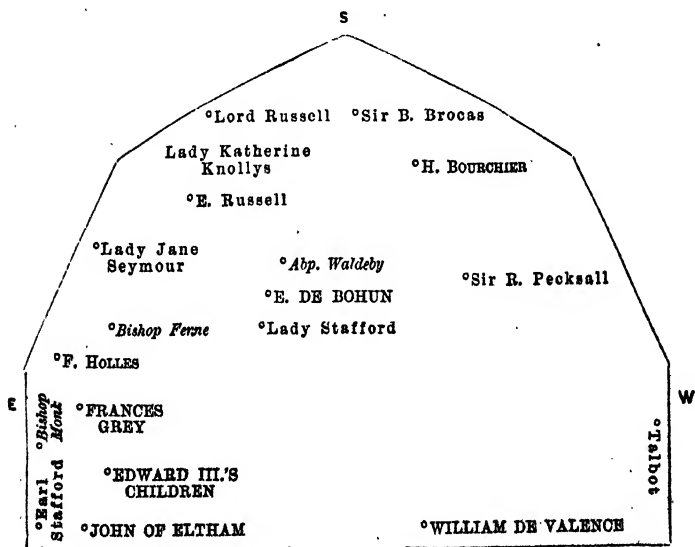 S
°Lord Russell °Sir B. Brocas
Lady Katherine
Knollys
°H. BOURCHIER
°E. Russell
°Lady Jane
Seymour
°Abp. Waldeby
°Sir R. Pecksall
°E. DE BOHUN
°Bishop Ferne °Lady Stafford
°F. HOLLES
E
W
°Bishop
Monk
°FRANCES
GREY
°Talbot
°Earl
Stafford
°EDWARD III.'S
CHILDREN
°JOHN OF ELTHAM °WILLIAM DE VALENCE